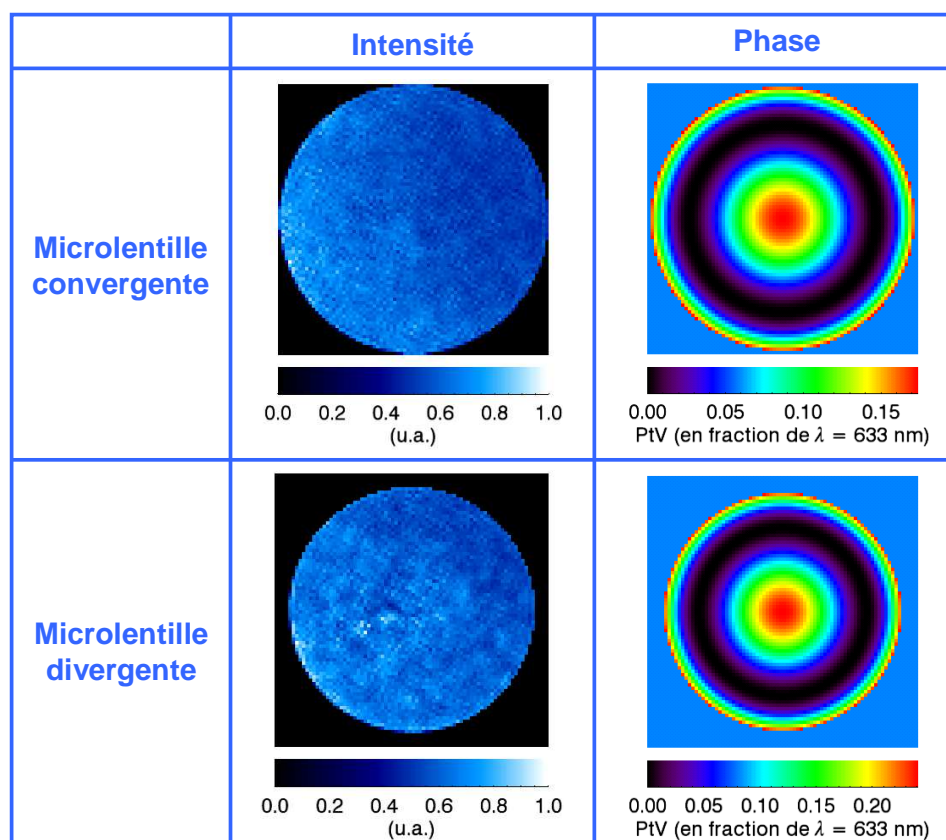 Intensité
Phase
Microlentille
convergente
0.0 0.2 0.4 0.6 0.8 1.0
(u.a.)
0.00 0.05 0.10 0.15
PtV (en fraction de λ = 633 nm)
Microlentille
divergente
0.0 0.2 0.4 0.6 0.8 1.0
(u.a.)
0.00 0.05 0.10 0.15 0.20
PtV (en fraction de λ = 633 nm)